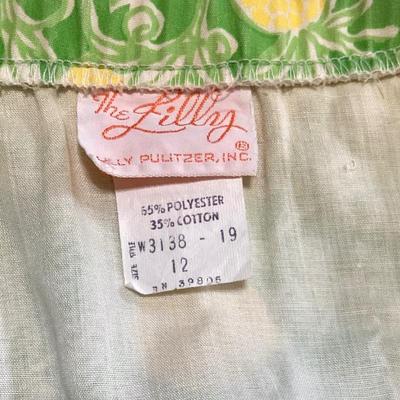 The Lilly
LILLY PULITZER, INC.
65% POLYESTER
35% COTTON
W3138 - 19
12
RN 39806